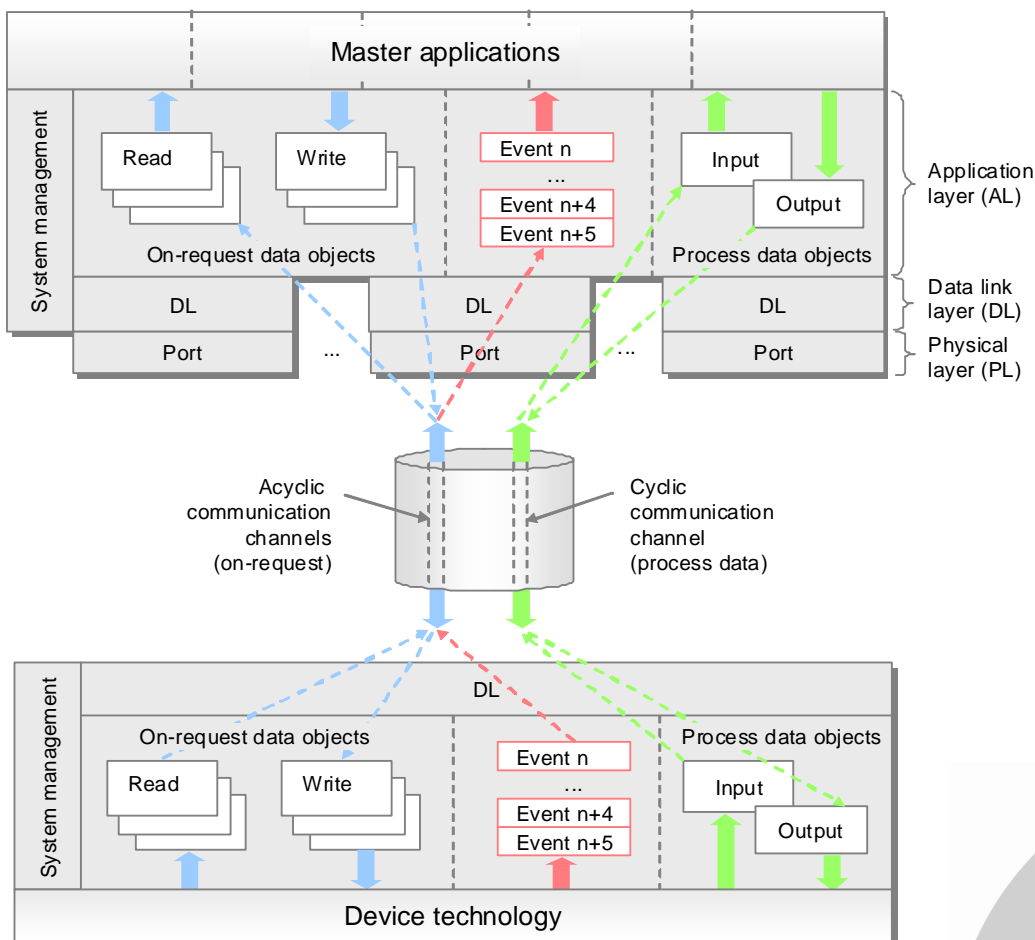 Master applications
System management
Read
Write
Event n
...
Event n+4
Event n+5
Input
Output
On-request data objects
Process data objects
Application
layer (AL)
DL
DL
DL
Data link
layer (DL)
Port
...
Port
...
Port
Physical
layer (PL)
Acyclic
communication
channels
(on-request)
Cyclic
communication
channel
(process data)
System management
DL
On-request data objects
Process data objects
Read
Write
Event n
...
Event n+4
Event n+5
Input
Output
Device technology